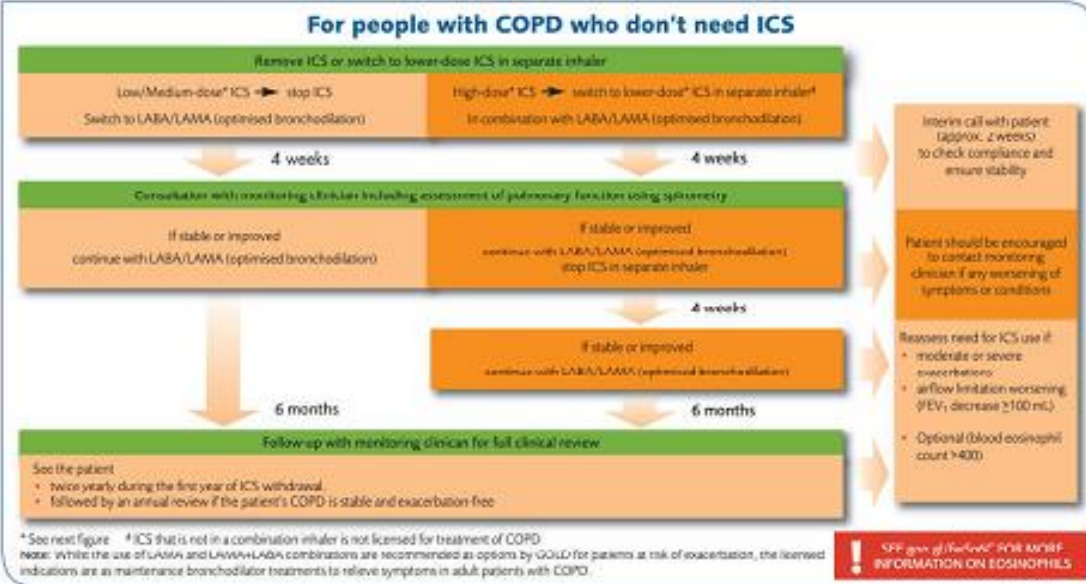 For people with COPD who don't need ICS
Remove ICS or switch to lower-dose ICS in separate inhaler
Low/Medium-dose* ICS → stop ICS
Switch to LABA/LAMA (optimised bronchodilation)
High-dose* ICS → switch to lower-dose* ICS in separate inhaler#
In combination with LABA/LAMA (optimised bronchodilation)
4 weeks
4 weeks
Interim call with patient
(approx. 2 weeks)
to check compliance and
ensure stability
Consultation with monitoring clinician including assessment of pulmonary function using spirometry
If stable or improved
continue with LABA/LAMA (optimised bronchodilation)
If stable or improved
continue with LABA/LAMA (optimised bronchodilation)
stop ICS in separate inhaler
Patient should be encouraged
to contact monitoring
clinician if any worsening of
symptoms or conditions
4 weeks
If stable or improved
continue with LABA/LAMA (optimised bronchodilation)
Reassess need for ICS use if:
• moderate or severe
exacerbations
• airflow limitation worsening
(FEV₁ decrease ≥100 mL)
• Optional (blood eosinophil
count >400)
6 months
6 months
Follow-up with monitoring clinican for full clinical review
See the patient
• twice yearly during the first year of ICS withdrawal
• followed by an annual review if the patient's COPD is stable and exacerbation-free
* See next figure # ICS that is not in a combination inhaler is not licensed for treatment of COPD
Note: Whilst the use of LAMA and LAMA+LABA combinations are recommended as options by GOLD for patients at risk of exacerbation, the licensed
indications are as maintenance bronchodilator treatments to relieve symptoms in adult patients with COPD.
! SEE FOR MORE
INFORMATION ON EOSINOPHILS